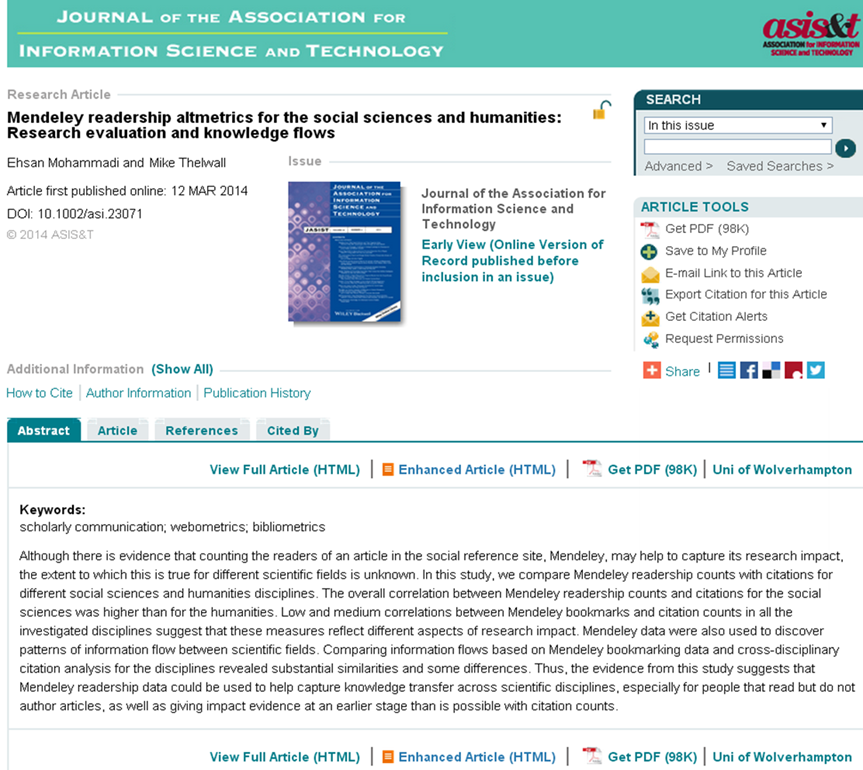 JOURNAL OF THE ASSOCIATION FOR
INFORMATION SCIENCE AND TECHNOLOGY
asis&t
ASSOCIATION for INFORMATION
SCIENCE and TECHNOLOGY
Research Article
Mendeley readership altmetrics for the social sciences and humanities:
Research evaluation and knowledge flows
Ehsan Mohammadi and Mike Thelwall
Article first published online: 12 MAR 2014
DOI: 10.1002/asi.23071
© 2014 ASIS&T
Issue
JOURNAL OF THE
ASSOCIATION FOR
INFORMATION
SCIENCE AND
TECHNOLOGY
JASIST
Journal of the Association for
Information Science and
Technology
Early View (Online Version of
Record published before
inclusion in an issue)
SEARCH
In this issue
Advanced > Saved Searches >
ARTICLE TOOLS
Get PDF (98K)
Save to My Profile
E-mail Link to this Article
Export Citation for this Article
Get Citation Alerts
Request Permissions
Share
Additional Information (Show All)
How to Cite | Author Information | Publication History
Abstract Article References Cited By
View Full Article (HTML) | Enhanced Article (HTML) | Get PDF (98K) | Uni of Wolverhampton
Keywords:
scholarly communication; webometrics; bibliometrics
Although there is evidence that counting the readers of an article in the social reference site, Mendeley, may help to capture its research impact,
the extent to which this is true for different scientific fields is unknown. In this study, we compare Mendeley readership counts with citations for
different social sciences and humanities disciplines. The overall correlation between Mendeley readership counts and citations for the social
sciences was higher than for the humanities. Low and medium correlations between Mendeley bookmarks and citation counts in all the
investigated disciplines suggest that these measures reflect different aspects of research impact. Mendeley data were also used to discover
patterns of information flow between scientific fields. Comparing information flows based on Mendeley bookmarking data and cross-disciplinary
citation analysis for the disciplines revealed substantial similarities and some differences. Thus, the evidence from this study suggests that
Mendeley readership data could be used to help capture knowledge transfer across scientific disciplines, especially for people that read but do not
author articles, as well as giving impact evidence at an earlier stage than is possible with citation counts.
View Full Article (HTML) | Enhanced Article (HTML) | Get PDF (98K) | Uni of Wolverhampton